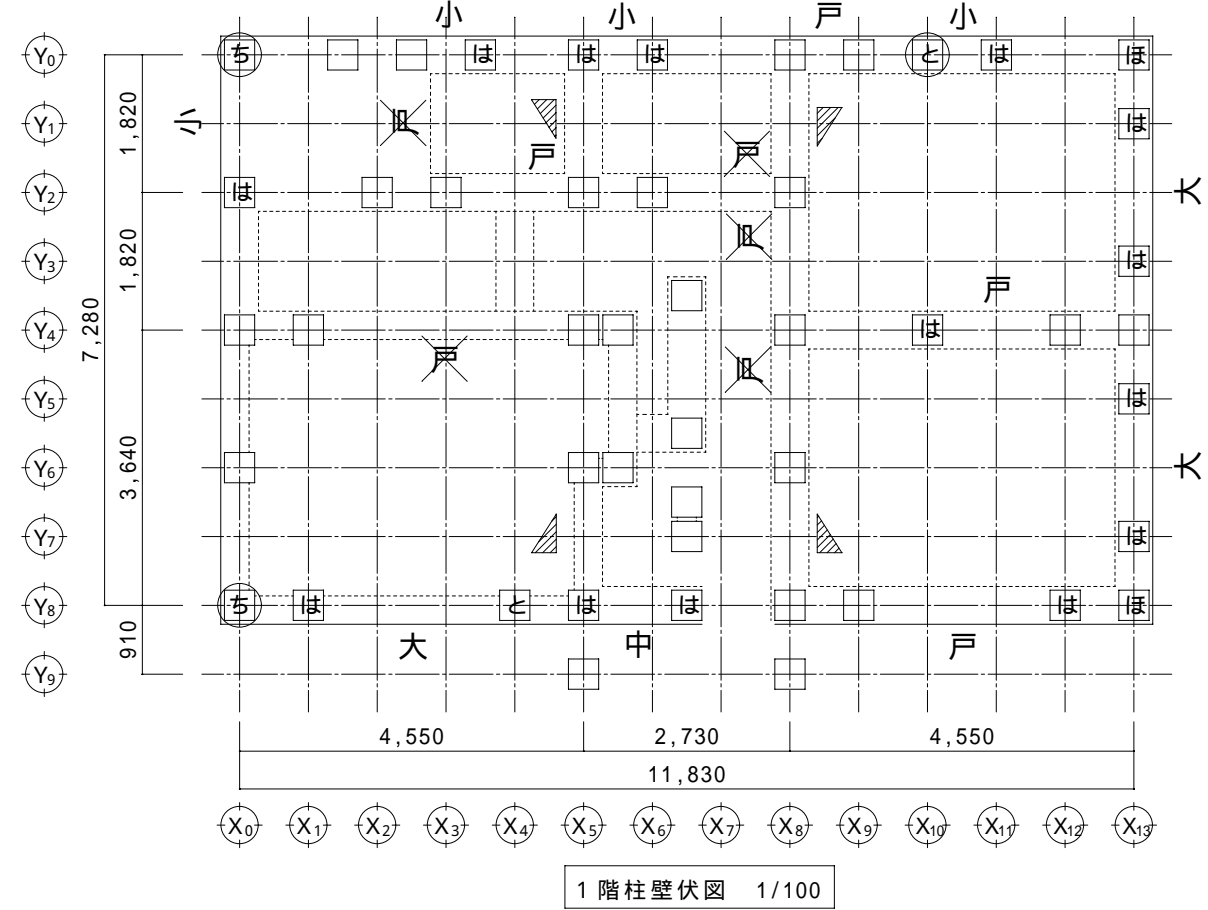 小 小 戸 小
Y0 ち は は は と は ほ
Y1 1,820 小 戸 は
戸 戸
Y2 は 大
Y3 1,820 戸 は
戸
7,280
Y4 は
戸
Y5 戸 は
Y6 3,640 大
Y7 は
Y8 ち は と は は は ほ
910 大 中 戸
Y9
4,550 2,730 4,550
11,830
X0 X1 X2 X3 X4 X5 X6 X7 X8 X9 X10 X11 X12 X13
1階柱壁伏図 1/100